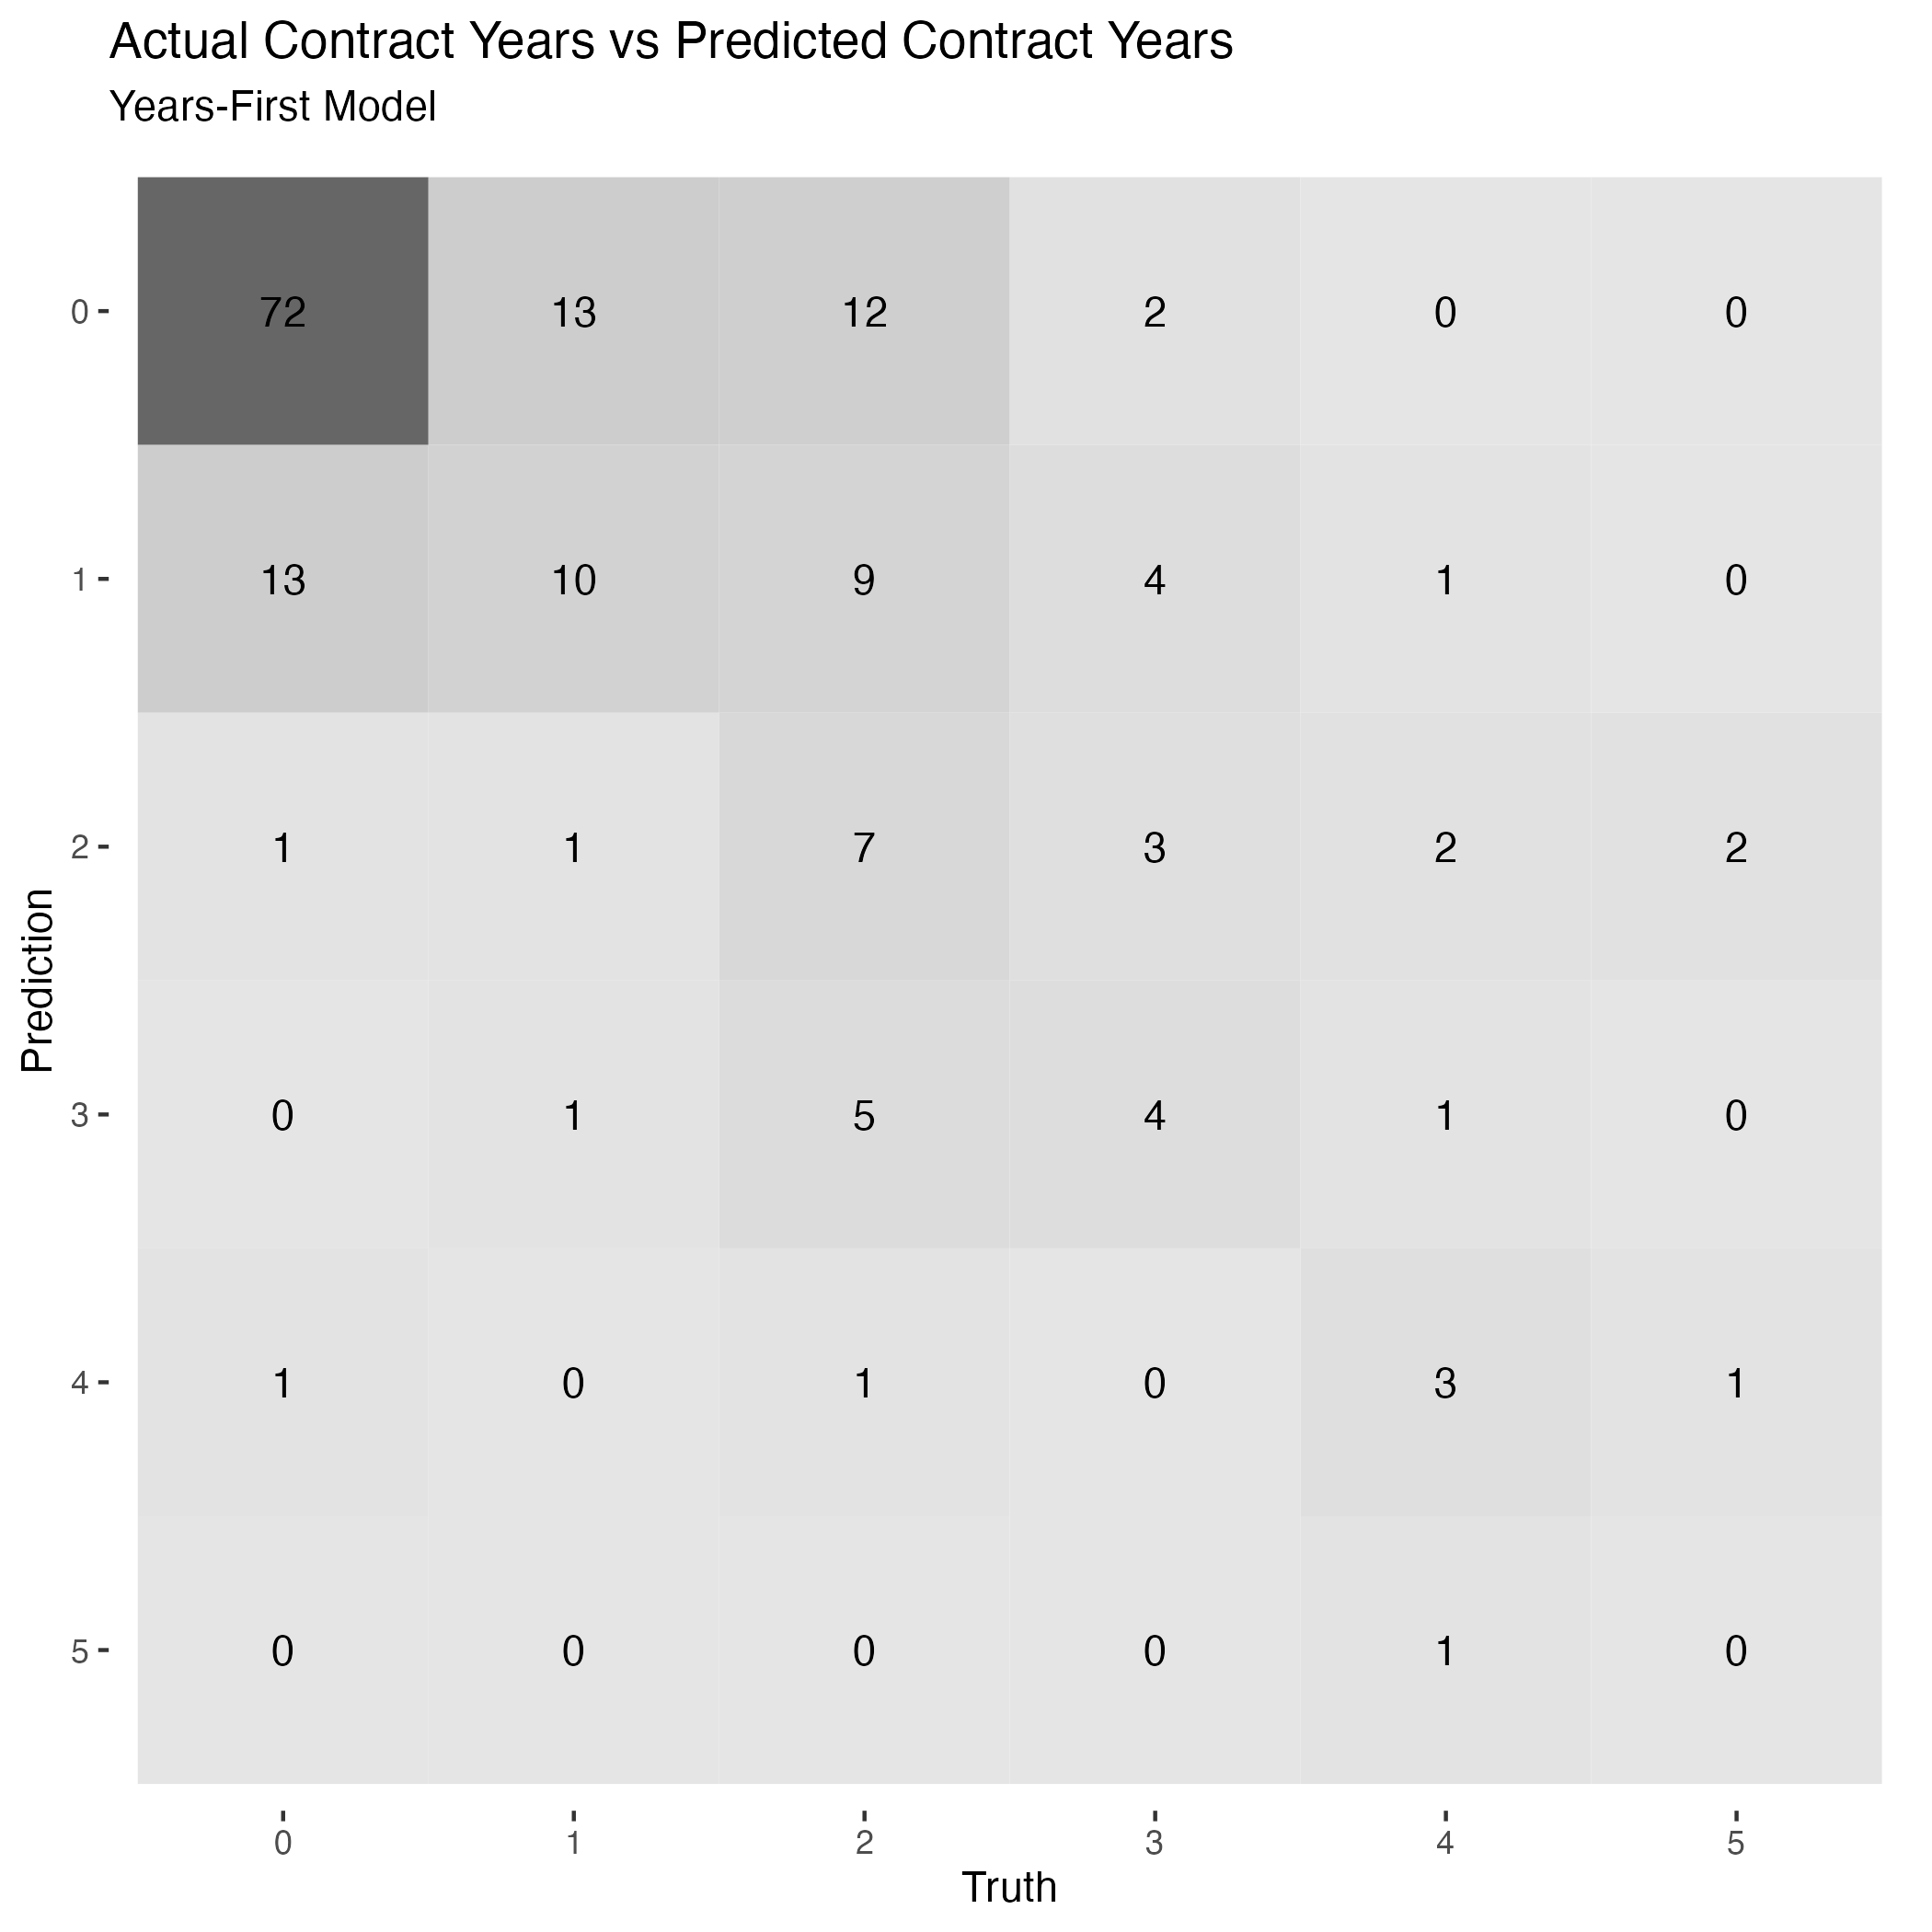 Actual Contract Years vs Predicted Contract Years
Years-First Model
Prediction
0 72 13 12 2 0 0
1 13 10 9 4 1 0
2 1 1 7 3 2 2
3 0 1 5 4 1 0
4 1 0 1 0 3 1
5 0 0 0 0 1 0
0 1 2 3 4 5
Truth